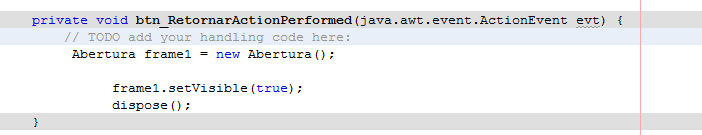 private void btn_RetornarActionPerformed(java.awt.event.ActionEvent evt) {
// TODO add your handling code here:
Abertura frame1 = new Abertura();
frame1.setVisible(true);
dispose();
}